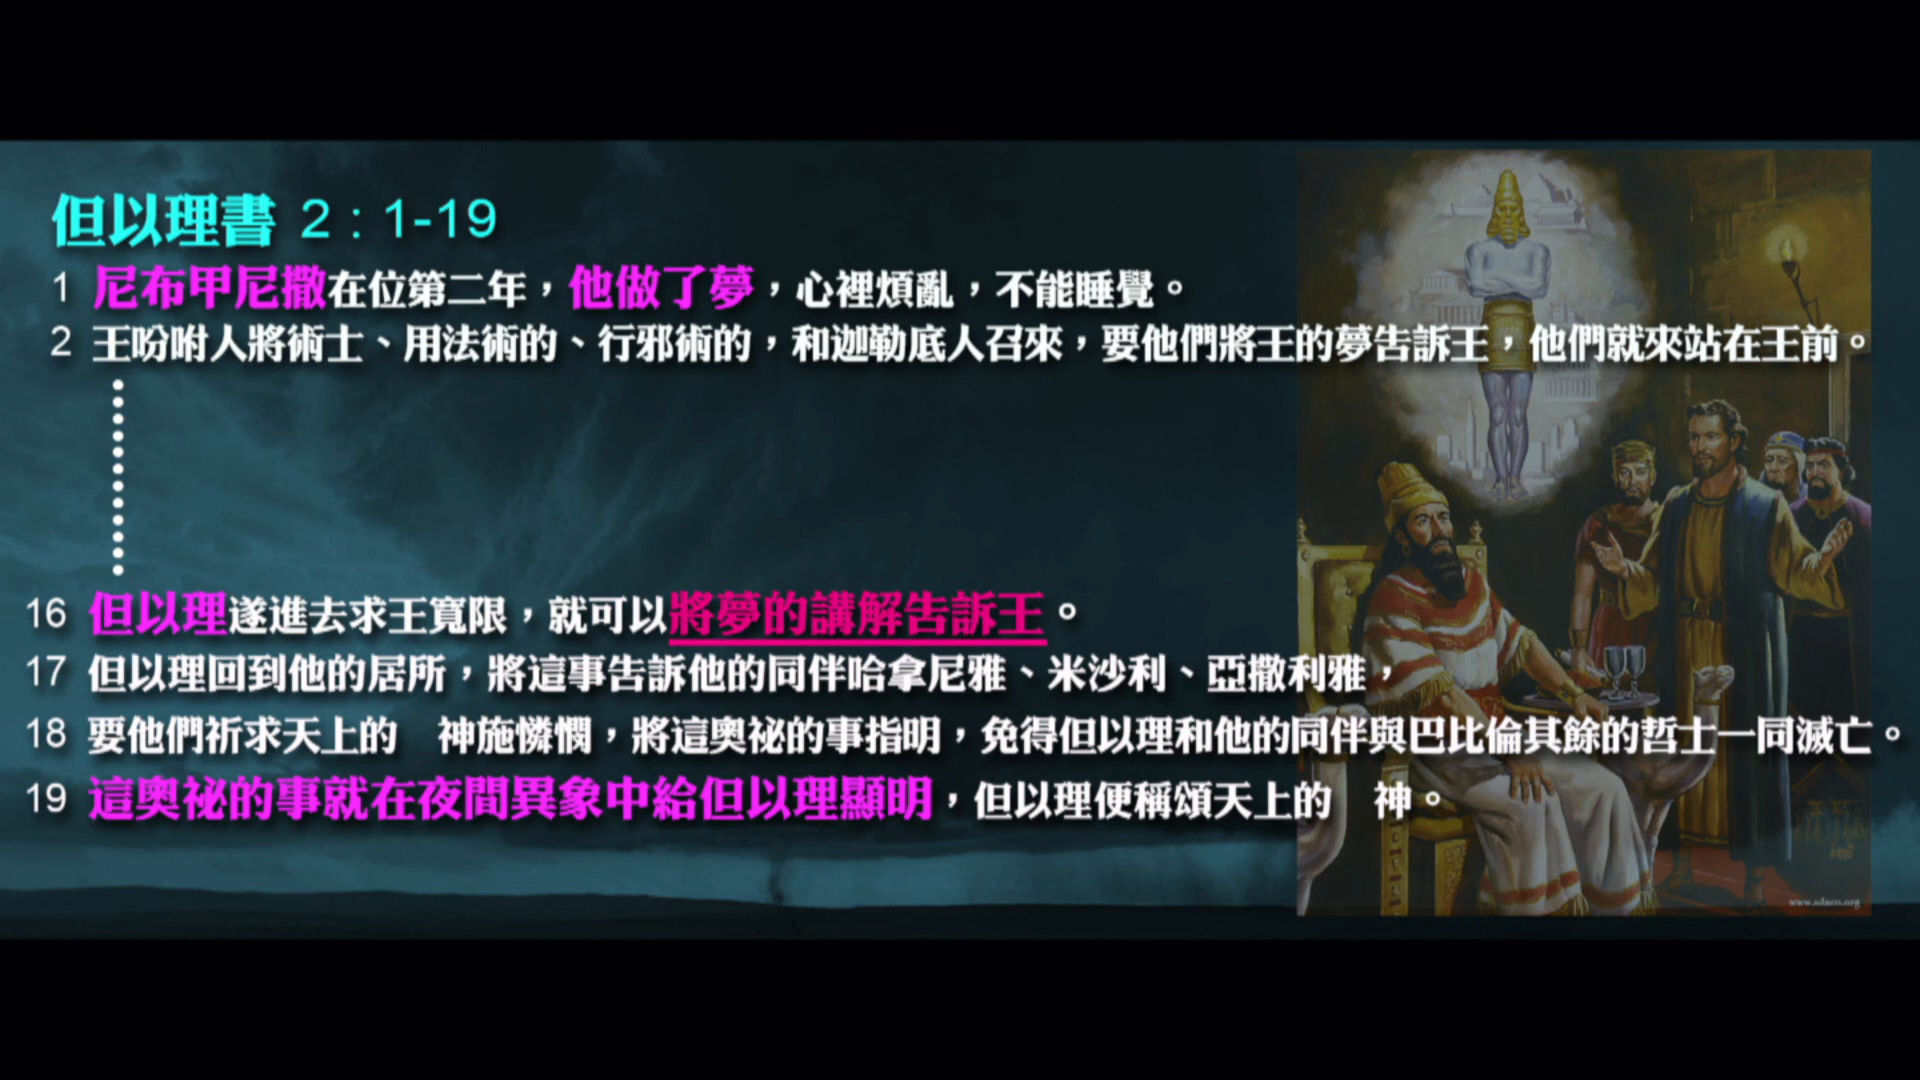 但以理書 2：1-19
1 尼布甲尼撒在位第二年，他做了夢，心裡煩亂，不能睡覺。
2 王吩咐人將術士、用法術的、行邪術的，和迦勒底人召來，要他們將王的夢告訴王，他們就來站在王前。
16 但以理遂進去求王寬限，就可以將夢的講解告訴王。
17 但以理回到他的居所，將這事告訴他的同伴哈拿尼雅、米沙利、亞撒利雅，
18 要他們祈求天上的　神施憐憫，將這奧祕的事指明，免得但以理和他的同伴與巴比倫其餘的哲士一同滅亡。
19 這奧祕的事就在夜間異象中給但以理顯明，但以理便稱頌天上的　神。